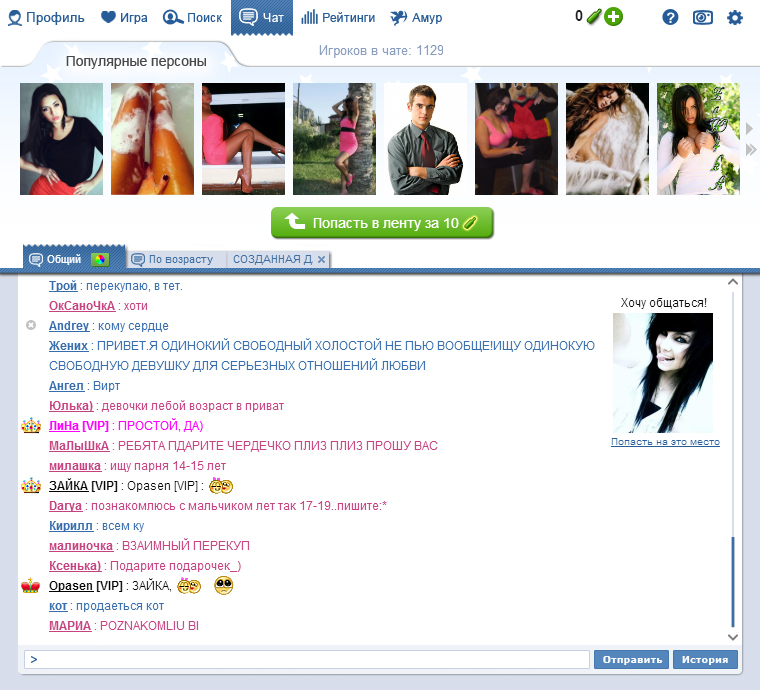 Профиль Игра Поиск Чат Рейтинги Амур 0
Популярные персоны
Игроков в чате: 1129
Попасть в ленту за 10
Общий По возрасту СОЗДАННАЯ Д
Трой : перекупаю, в тет.
ОкСаноЧкА : хоти
Andrey : кому сердце
Жених : ПРИВЕТ.Я ОДИНОКИЙ СВОБОДНЫЙ ХОЛОСТОЙ НЕ ПЬЮ ВООБЩЕ!ИЩУ ОДИНОКУЮ
СВОБОДНУЮ ДЕВУШКУ ДЛЯ СЕРЬЕЗНЫХ ОТНОШЕНИЙ ЛЮБВИ
Ангел : Вирт
Юлька) : девочки лебой возраст в приват
ЛиНа [VIP] : ПРОСТОЙ, ДА)
МаЛыШкА : РЕБЯТА ПДАРИТЕ ЧЕРДЕЧКО ПЛИЗ ПЛИЗ ПРОШУ ВАС
милашка : ищу парня 14-15 лет
ЗАЙКА [VIP] : Opasen [VIP] :
Darya : познакомлюсь с мальчиком лет так 17-19..пишите:*
Кирилл : всем ку
малиночка : ВЗАИМНЫЙ ПЕРЕКУП
Ксенька) : Подарите подарочек_)
Opasen [VIP] : ЗАЙКА,
кот : продаеться кот
МАРИА : POZNAKOMLIU BI
Хочу общаться!
Попасть на это место
>
Отправить История